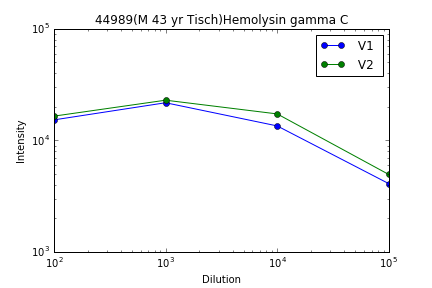 44989(M 43 yr Tisch)Hemolysin gamma C
10^5
V1
V2
10^4
Intensity
10^3
10^2 10^3 10^4 10^5
Dilution